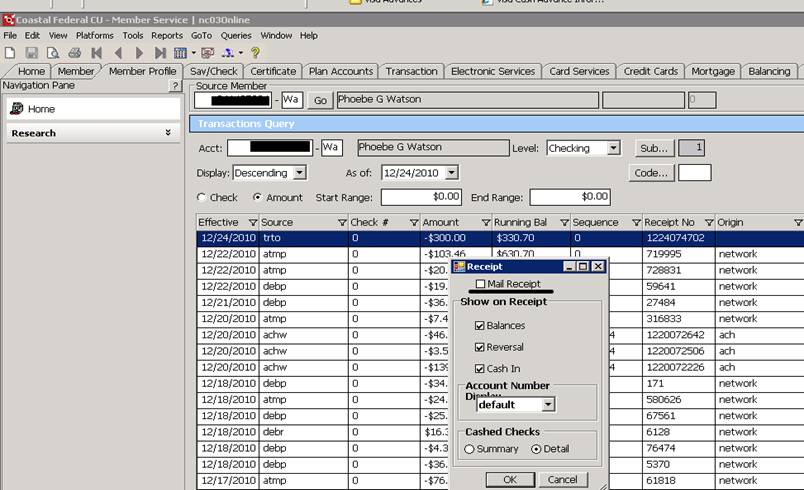 Visa Advances Visa Cash Advance Infor...
Coastal Federal CU - Member Service | nc030nline
File Edit View Platforms Tools Reports GoTo Queries Window Help
Home Member Member Profile Sav/Check Certificate Plan Accounts Transaction Electronic Services Card Services Credit Cards Mortgage Balancing
Navigation Pane ?
Home
Research
Source Member
- Wa Go Phoebe G Watson 0
Transactions Query
Acct: - Wa Phoebe G Watson Level: Checking Sub... 1
Display: Descending As of: 12/24/2010 Code...
Check Amount Start Range: $0.00 End Range: $0.00
Effective Source Check # Amount Running Bal Sequence Receipt No Origin
12/24/2010 trto 0 -$300.00 $330.70 0 1224074702
12/22/2010 atmp 0 -$103.46 $630.70 0 719995 network
12/22/2010 atmp 0 -$20. 728831 network
12/22/2010 debp 0 -$19. 59641 network
12/21/2010 debp 0 -$36. 27484 network
12/20/2010 atmp 0 -$7.4 316833 network
12/20/2010 achw 0 -$46. 4 1220072642 ach
12/20/2010 achw 0 -$3.5 4 1220072506 ach
12/20/2010 achw 0 -$139 4 1220072226 ach
12/18/2010 debp 0 -$34. 171 network
12/18/2010 atmp 0 -$24. 580626 network
12/18/2010 debp 0 -$25. 67561 network
12/18/2010 debr 0 $16.3 6128 network
12/18/2010 debp 0 -$4.3 76474 network
12/18/2010 debp 0 -$36. 5370 network
12/17/2010 atmp 0 -$76. 61818 network
Receipt
Mail Receipt
Show on Receipt
Balances
Reversal
Cash In
Account Number
Display
default
Cashed Checks
Summary Detail
OK Cancel